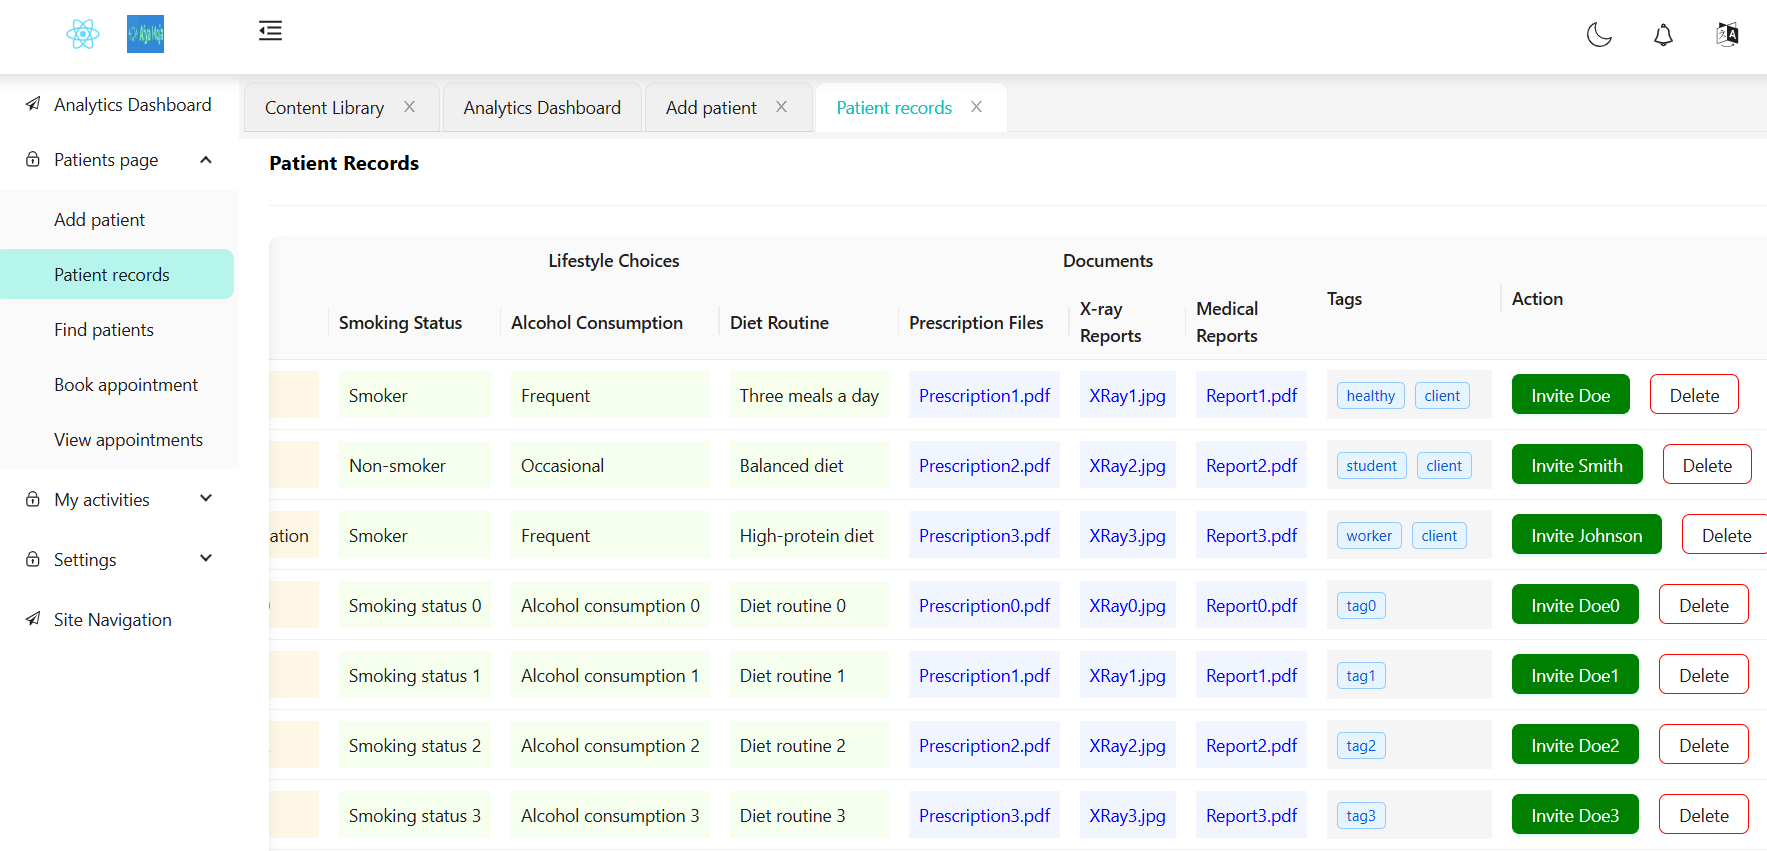 Afya Moja
Analytics Dashboard
Patients page
Add patient
Patient records
Find patients
Book appointment
View appointments
My activities
Settings
Site Navigation
Content Library
Analytics Dashboard
Add patient
Patient records
Patient Records
Lifestyle Choices Documents
Tags Action
Smoking Status Alcohol Consumption Diet Routine Prescription Files X-ray Reports Medical Reports
Smoker Frequent Three meals a day Prescription1.pdf XRay1.jpg Report1.pdf healthy client Invite Doe Delete
Non-smoker Occasional Balanced diet Prescription2.pdf XRay2.jpg Report2.pdf student client Invite Smith Delete
ation Smoker Frequent High-protein diet Prescription3.pdf XRay3.jpg Report3.pdf worker client Invite Johnson Delete
Smoking status 0 Alcohol consumption 0 Diet routine 0 Prescription0.pdf XRay0.jpg Report0.pdf tag0 Invite Doe0 Delete
Smoking status 1 Alcohol consumption 1 Diet routine 1 Prescription1.pdf XRay1.jpg Report1.pdf tag1 Invite Doe1 Delete
Smoking status 2 Alcohol consumption 2 Diet routine 2 Prescription2.pdf XRay2.jpg Report2.pdf tag2 Invite Doe2 Delete
Smoking status 3 Alcohol consumption 3 Diet routine 3 Prescription3.pdf XRay3.jpg Report3.pdf tag3 Invite Doe3 Delete